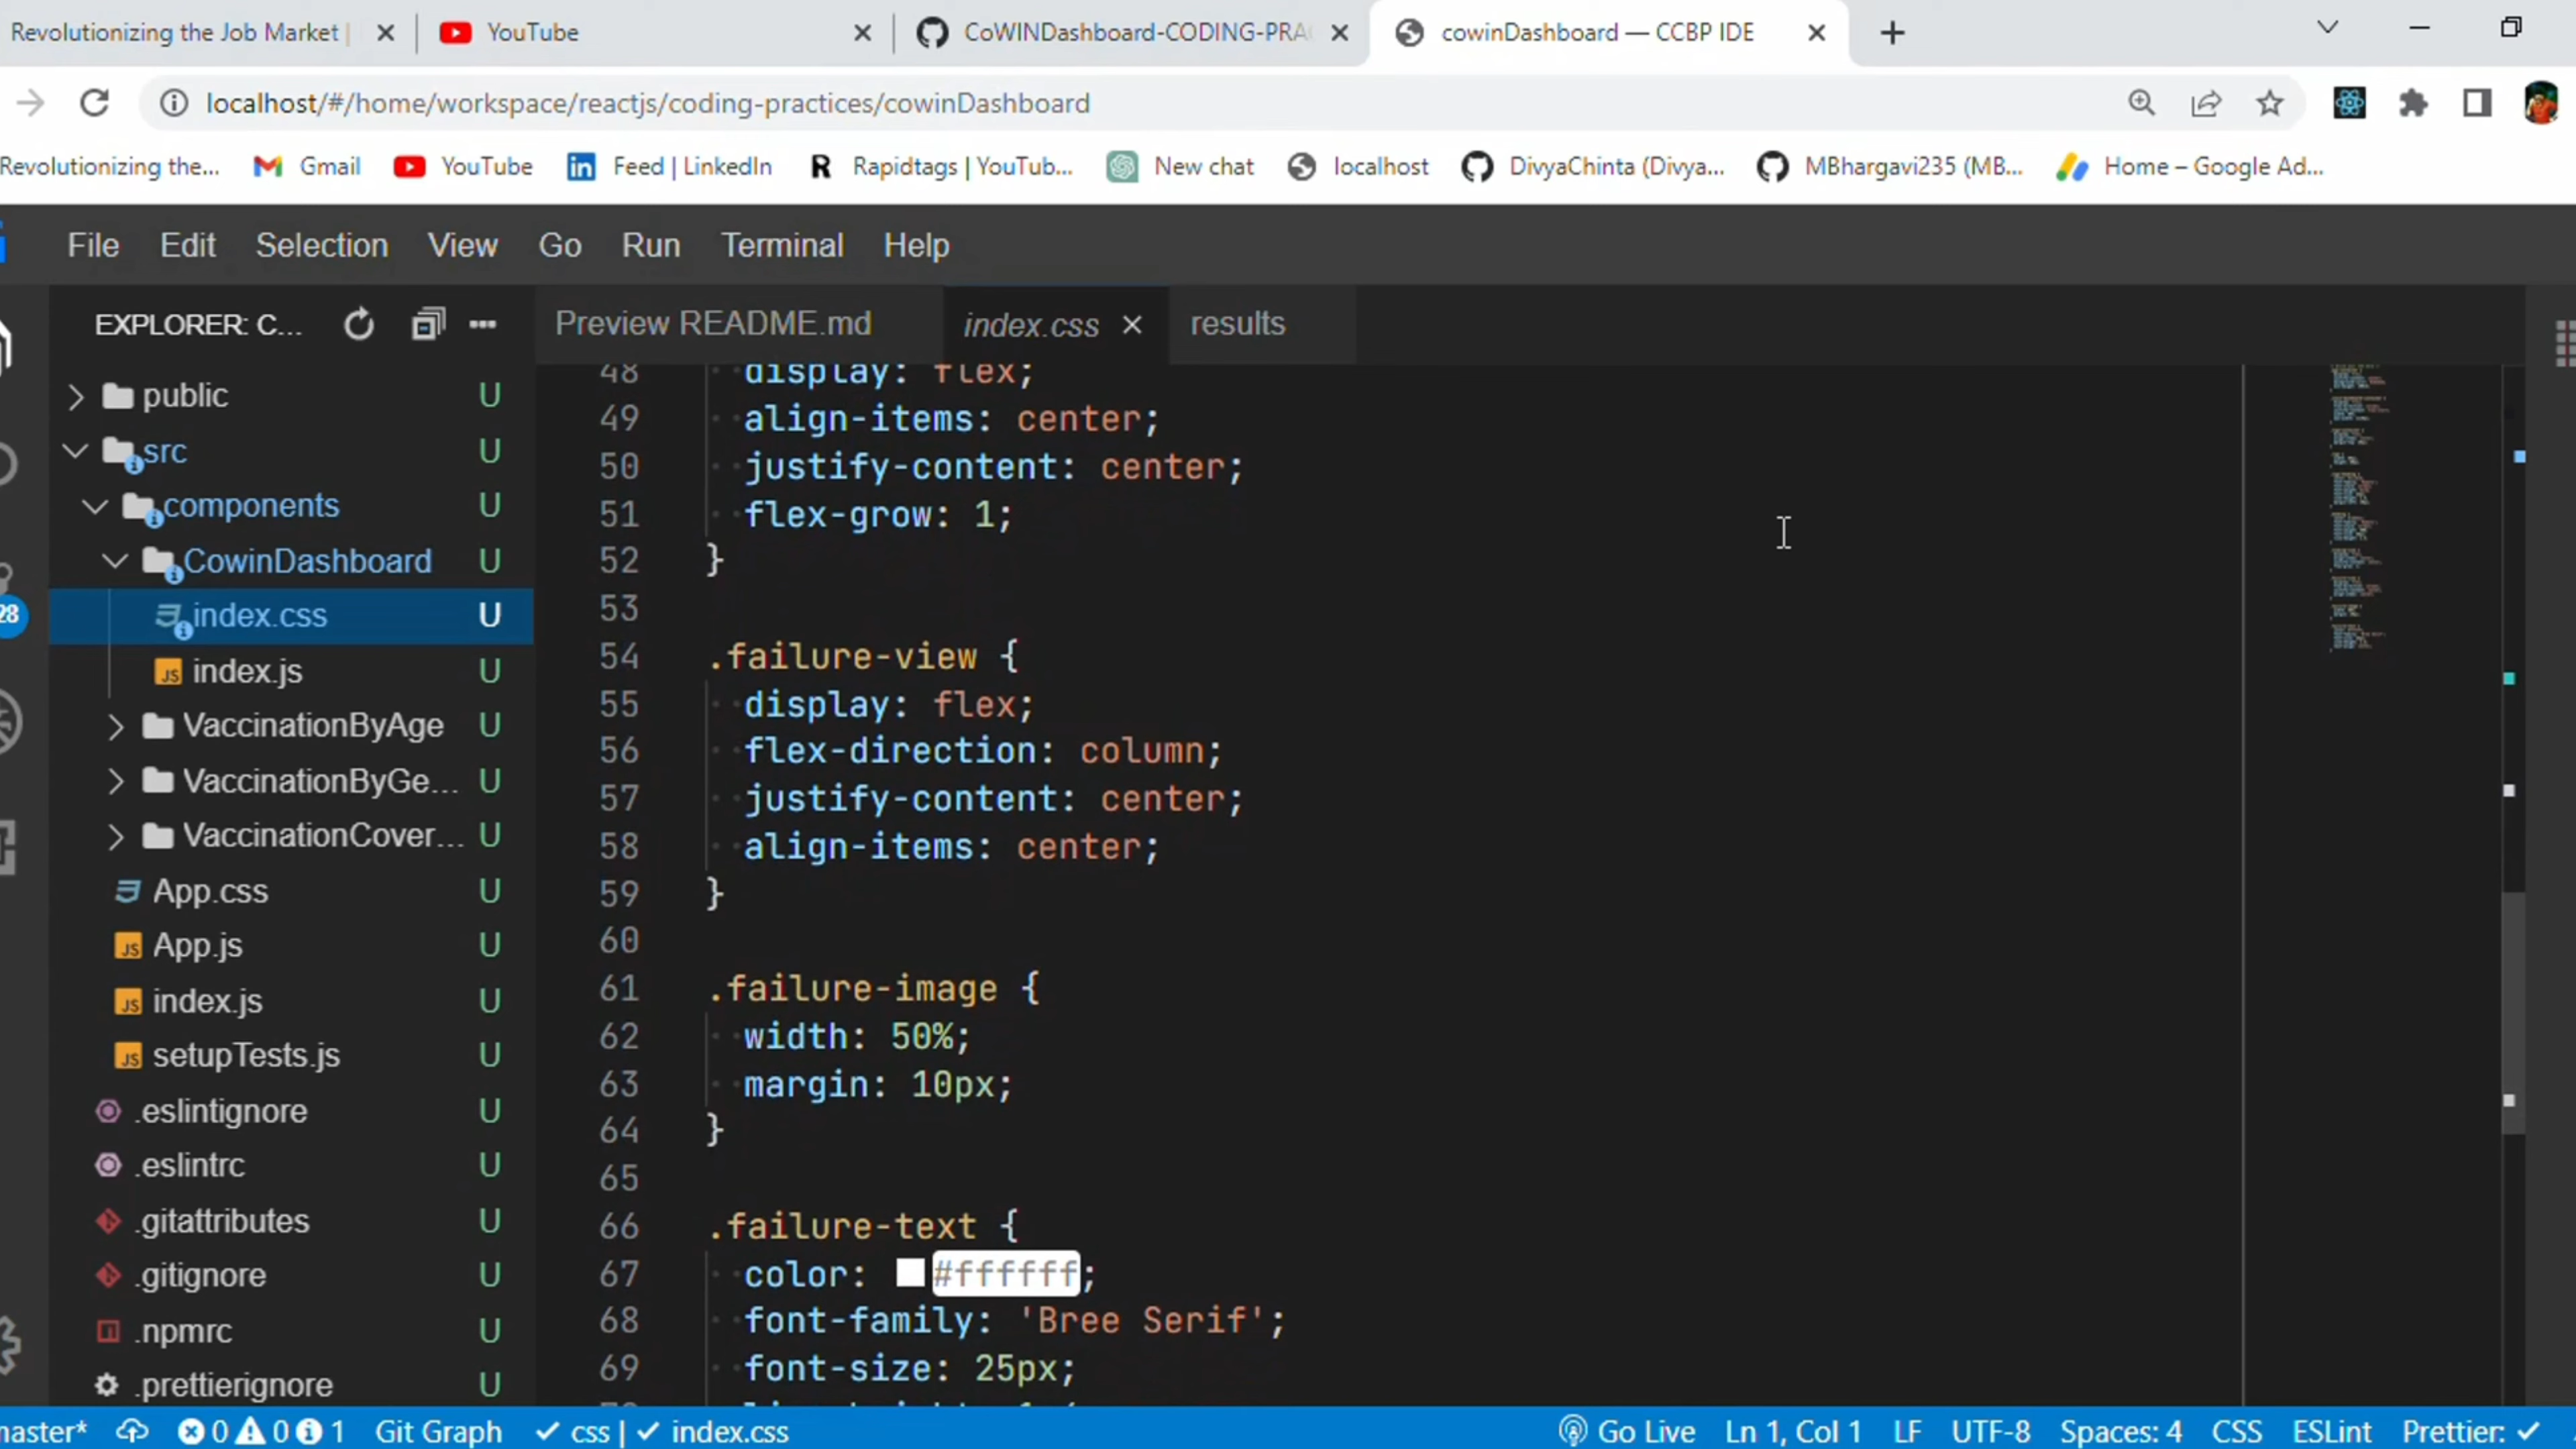 Revolutionizing the Job Market |
YouTube
CoWINDashboard-CODING-PRA
cowinDashboard — CCBP IDE
localhost/#/home/workspace/reactjs/coding-practices/cowinDashboard
Revolutionizing the...
Gmail
YouTube
Feed | LinkedIn
Rapidtags | YouTub...
New chat
localhost
DivyaChinta (Divya...
MBhargavi235 (MB...
Home – Google Ad...
File Edit Selection View Go Run Terminal Help
EXPLORER: C...
Preview README.md
index.css
results
public U
src U
components U
CowinDashboard U
index.css U
index.js U
VaccinationByAge U
VaccinationByGe... U
VaccinationCover... U
App.css U
App.js U
index.js U
setupTests.js U
.eslintignore U
.eslintrc U
.gitattributes U
.gitignore U
.npmrc U
.prettierignore U
28
48 display: flex;
49 align-items: center;
50 justify-content: center;
51 flex-grow: 1;
52 }
53
54 .failure-view {
55 display: flex;
56 flex-direction: column;
57 justify-content: center;
58 align-items: center;
59 }
60
61 .failure-image {
62 width: 50%;
63 margin: 10px;
64 }
65
66 .failure-text {
67 color: #ffffff;
68 font-family: 'Bree Serif';
69 font-size: 25px;
master* 0 0 1 Git Graph ✓ css | ✓ index.css
Go Live Ln 1, Col 1 LF UTF-8 Spaces: 4 CSS ESLint Prettier: ✓